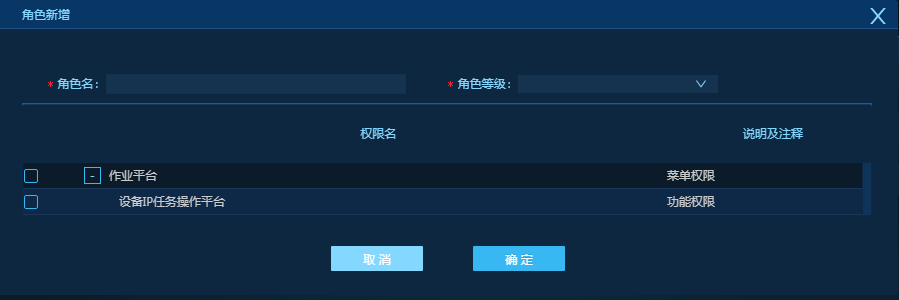 角色新增 X
* 角色名： * 角色等级：
权限名 说明及注释
- 作业平台 菜单权限
设备IP任务操作平台 功能权限
取消 确定